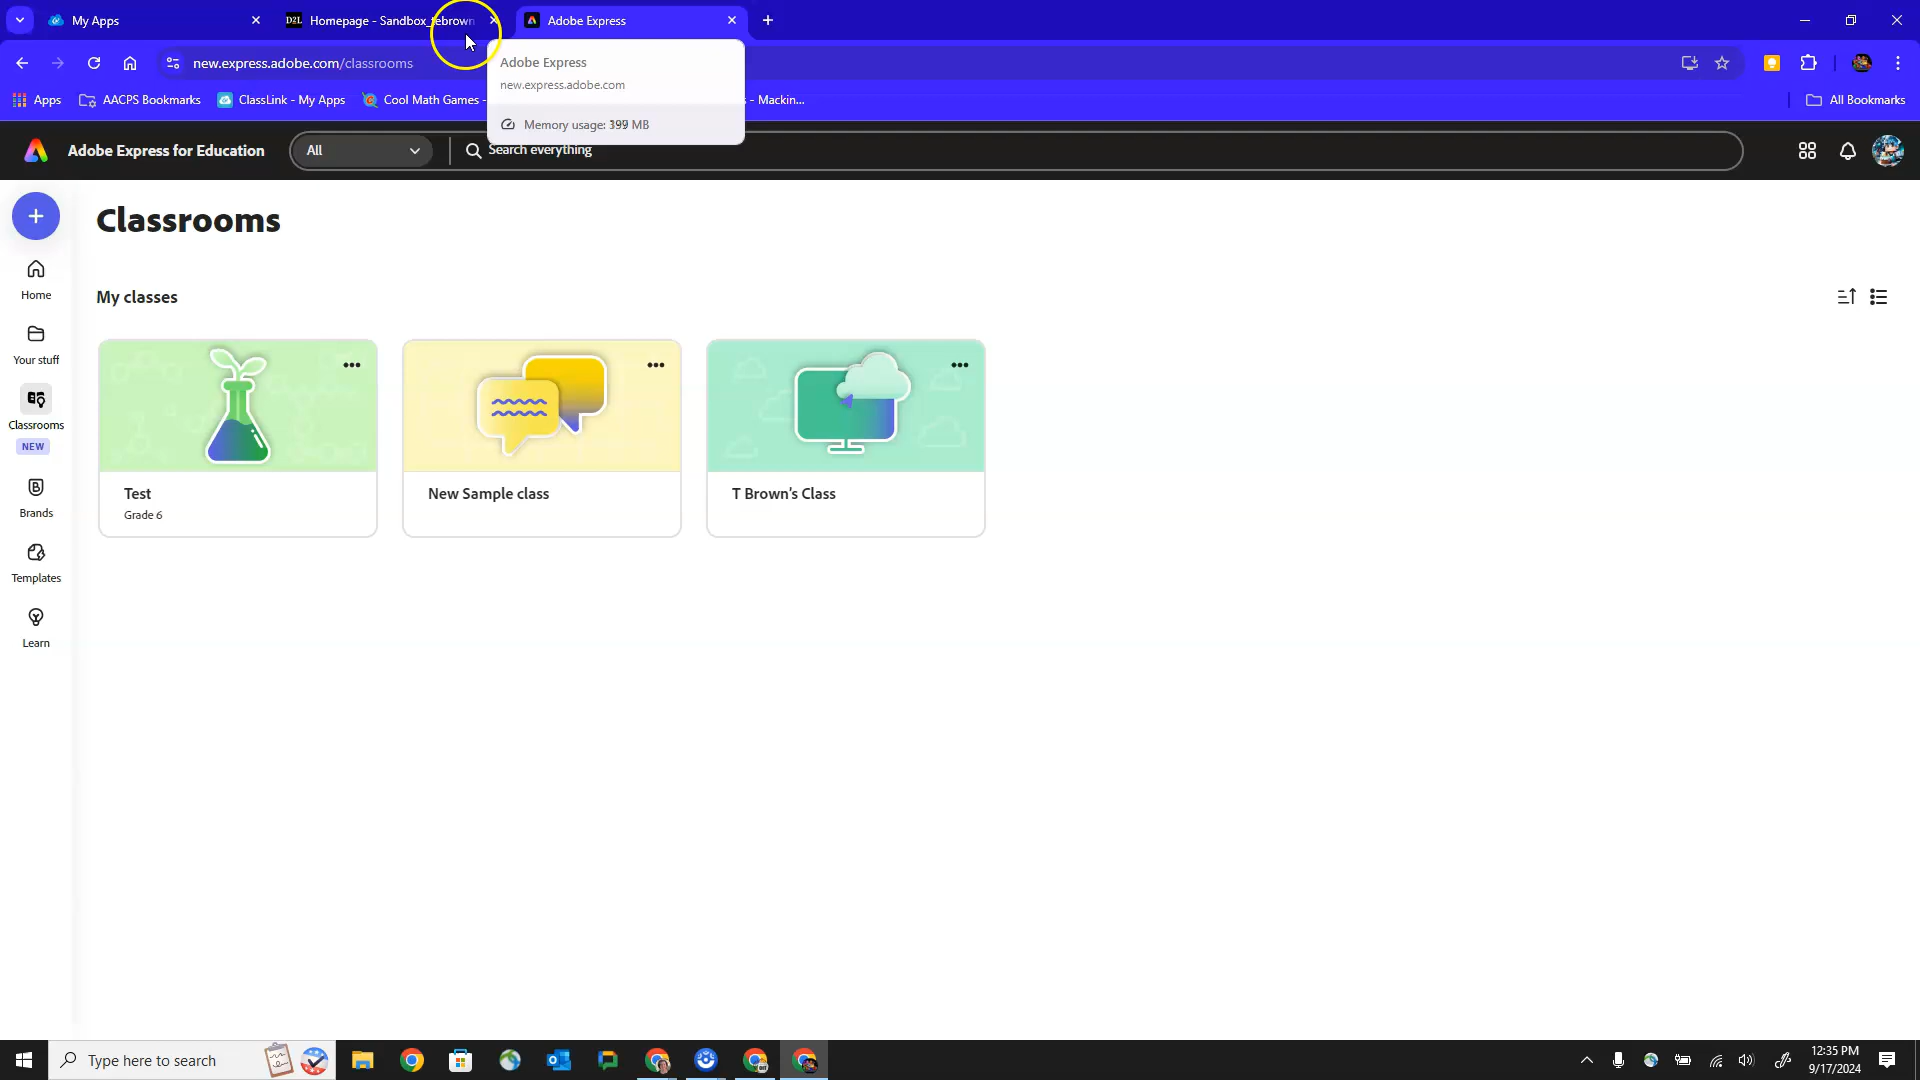 My Apps
D2L Homepage - Sandbox_tebrown
Adobe Express
new.express.adobe.com/classrooms
Adobe Express
new.express.adobe.com
Memory usage: MB
Apps
AACPS Bookmarks
ClassLink - My Apps
Cool Math Games -
- Mackin...
All Bookmarks
Adobe Express for Education
All
Search everything
Classrooms
My classes
Home
Your stuff
Classrooms
NEW
Brands
Templates
Learn
Test
Grade 6
New Sample class
T Brown's Class
Type here to search
12:35 PM
9/17/2024